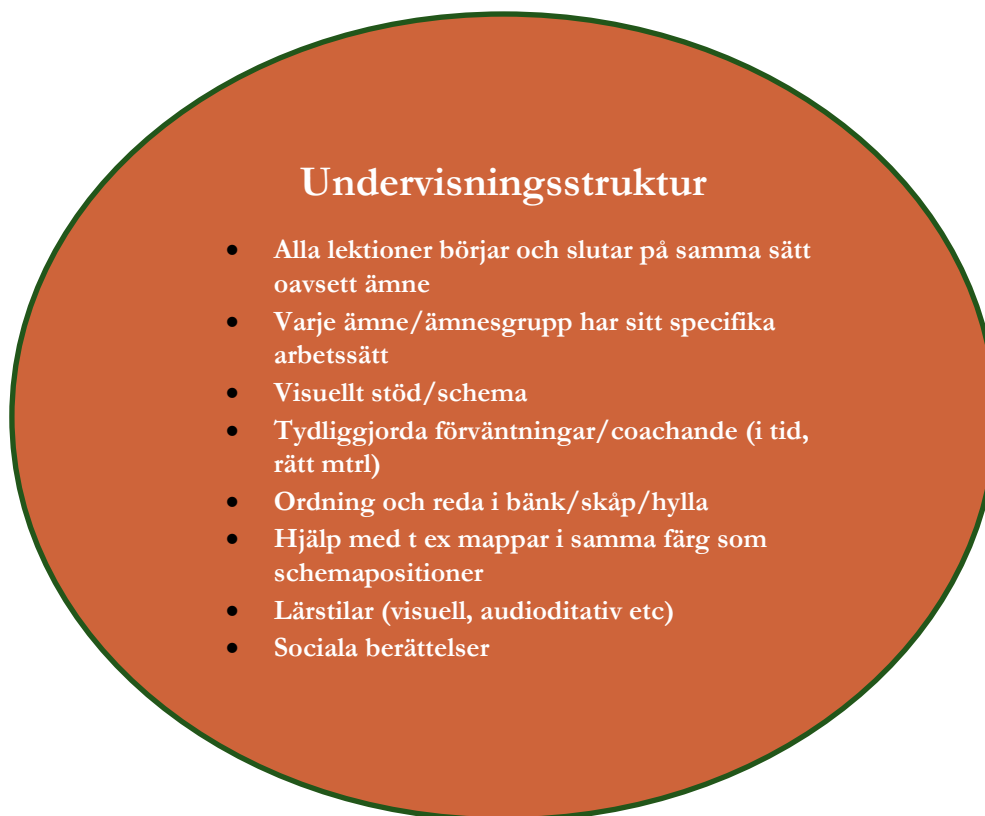 Undervisningsstruktur
• Alla lektioner börjar och slutar på samma sätt
oavsett ämne
• Varje ämne/ämnesgrupp har sitt specifika
arbetssätt
• Visuellt stöd/schema
• Tydliggjorda förväntningar/coachande (i tid,
rätt mtrl)
• Ordning och reda i bänk/skåp/hylla
• Hjälp med t ex mappar i samma färg som
schemapositioner
• Lärstilar (visuell, audioditativ etc)
• Sociala berättelser